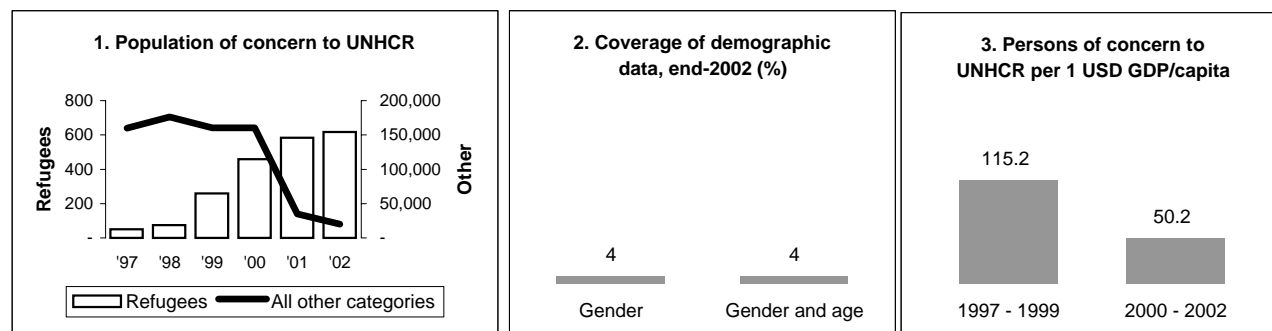 1. Population of concern to UNHCR
800
600
400
200
-
Refugees
200,000
150,000
100,000
50,000
-
Other
'97 '98 '99 '00 '01 '02
Refugees All other categories
2. Coverage of demographic
data, end-2002 (%)
4 4
Gender Gender and age
3. Persons of concern to
UNHCR per 1 USD GDP/capita
115.2
50.2
1997 - 1999 2000 - 2002